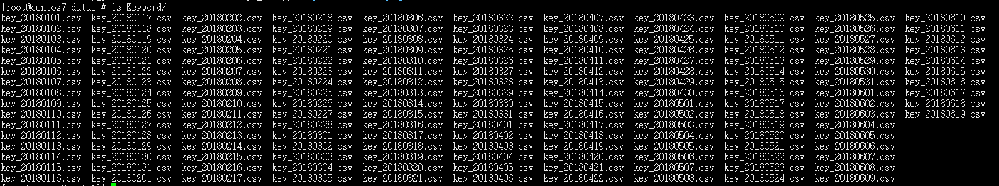 [root@centos7 data1]# ls Keyword/
key_20180101.csv key_20180117.csv key_20180202.csv key_20180218.csv key_20180306.csv key_20180322.csv key_20180407.csv key_20180423.csv key_20180509.csv key_20180525.csv key_20180610.csv
key_20180102.csv key_20180118.csv key_20180203.csv key_20180219.csv key_20180307.csv key_20180323.csv key_20180408.csv key_20180424.csv key_20180510.csv key_20180526.csv key_20180611.csv
key_20180103.csv key_20180119.csv key_20180204.csv key_20180220.csv key_20180308.csv key_20180324.csv key_20180409.csv key_20180425.csv key_20180511.csv key_20180527.csv key_20180612.csv
key_20180104.csv key_20180120.csv key_20180205.csv key_20180221.csv key_20180309.csv key_20180325.csv key_20180410.csv key_20180426.csv key_20180512.csv key_20180528.csv key_20180613.csv
key_20180105.csv key_20180121.csv key_20180206.csv key_20180222.csv key_20180310.csv key_20180326.csv key_20180411.csv key_20180427.csv key_20180513.csv key_20180529.csv key_20180614.csv
key_20180106.csv key_20180122.csv key_20180207.csv key_20180223.csv key_20180311.csv key_20180327.csv key_20180412.csv key_20180428.csv key_20180514.csv key_20180530.csv key_20180615.csv
key_20180107.csv key_20180123.csv key_20180208.csv key_20180224.csv key_20180312.csv key_20180328.csv key_20180413.csv key_20180429.csv key_20180515.csv key_20180531.csv key_20180616.csv
key_20180108.csv key_20180124.csv key_20180209.csv key_20180225.csv key_20180313.csv key_20180329.csv key_20180414.csv key_20180430.csv key_20180516.csv key_20180601.csv key_20180617.csv
key_20180109.csv key_20180125.csv key_20180210.csv key_20180226.csv key_20180314.csv key_20180330.csv key_20180415.csv key_20180501.csv key_20180517.csv key_20180602.csv key_20180618.csv
key_20180110.csv key_20180126.csv key_20180211.csv key_20180227.csv key_20180315.csv key_20180331.csv key_20180416.csv key_20180502.csv key_20180518.csv key_20180603.csv key_20180619.csv
key_20180111.csv key_20180127.csv key_20180212.csv key_20180228.csv key_20180316.csv key_20180401.csv key_20180417.csv key_20180503.csv key_20180519.csv key_20180604.csv
key_20180112.csv key_20180128.csv key_20180213.csv key_20180301.csv key_20180317.csv key_20180402.csv key_20180418.csv key_20180504.csv key_20180520.csv key_20180605.csv
key_20180113.csv key_20180129.csv key_20180214.csv key_20180302.csv key_20180318.csv key_20180403.csv key_20180419.csv key_20180505.csv key_20180521.csv key_20180606.csv
key_20180114.csv key_20180130.csv key_20180215.csv key_20180303.csv key_20180319.csv key_20180404.csv key_20180420.csv key_20180506.csv key_20180522.csv key_20180607.csv
key_20180115.csv key_20180131.csv key_20180216.csv key_20180304.csv key_20180320.csv key_20180405.csv key_20180421.csv key_20180507.csv key_20180523.csv key_20180608.csv
key_20180116.csv key_20180201.csv key_20180217.csv key_20180305.csv key_20180321.csv key_20180406.csv key_20180422.csv key_20180508.csv key_20180524.csv key_20180609.csv